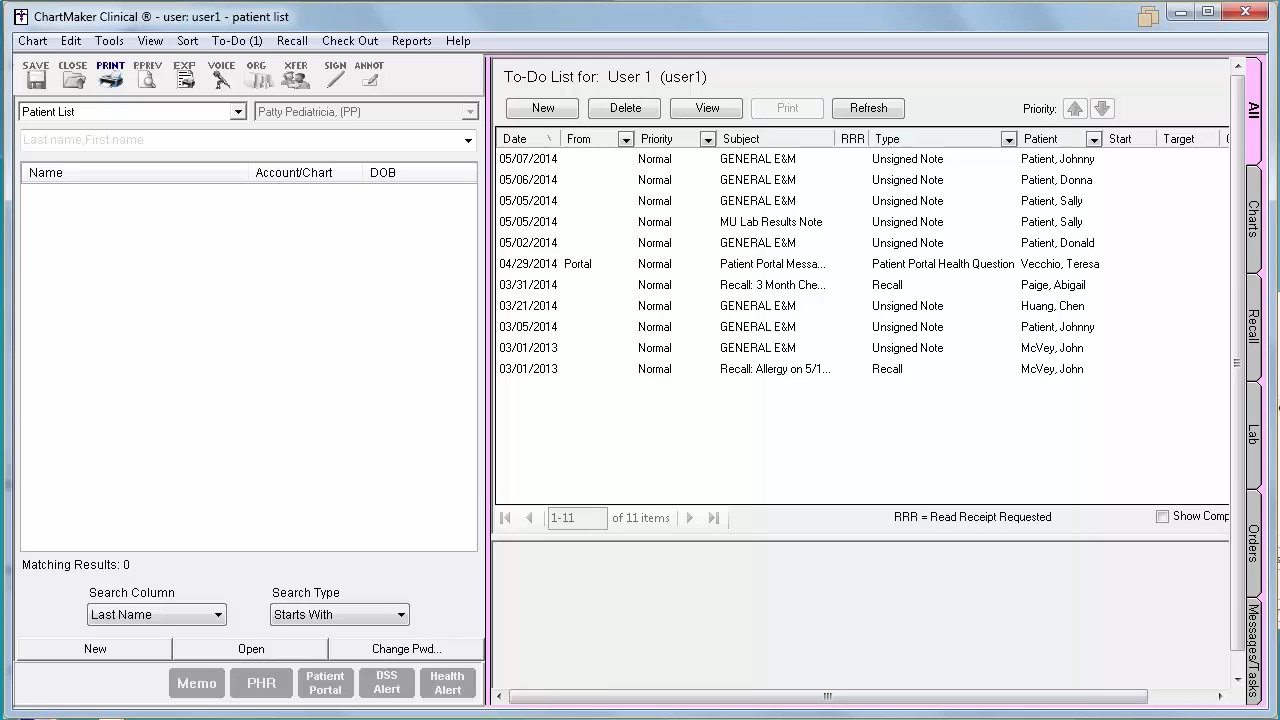 ChartMaker Clinical ® - user: user1 - patient list
Chart Edit Tools View Sort To-Do (1) Recall Check Out Reports Help
SAVE CLOSE PRINT PPREV EXP VOICE ORG XFER SIGN ANNOT
Patient List
Patty Pediatricia, (PP)
Last name,First name
Name Account/Chart DOB
Matching Results: 0
Search Column Search Type
Last Name Starts With
New Open Change Pwd...
Memo PHR Patient Portal DSS Alert Health Alert
To-Do List for: User 1 (user1)
New Delete View Print Refresh Priority:
Date From Priority Subject RRR Type Patient Start Target
05/07/2014 Normal GENERAL E&M Unsigned Note Patient, Johnny
05/06/2014 Normal GENERAL E&M Unsigned Note Patient, Donna
05/05/2014 Normal GENERAL E&M Unsigned Note Patient, Sally
05/05/2014 Normal MU Lab Results Note Unsigned Note Patient, Sally
05/02/2014 Normal GENERAL E&M Unsigned Note Patient, Donald
04/29/2014 Portal Normal Patient Portal Messa... Patient Portal Health Question Vecchio, Teresa
03/31/2014 Normal Recall: 3 Month Che... Recall Paige, Abigail
03/21/2014 Normal GENERAL E&M Unsigned Note Huang, Chen
03/05/2014 Normal GENERAL E&M Unsigned Note Patient, Johnny
03/01/2013 Normal GENERAL E&M Unsigned Note McVey, John
03/01/2013 Normal Recall: Allergy on 5/1... Recall McVey, John
1-11 of 11 items RRR = Read Receipt Requested Show Comp
All
Charts
Recall
Lab
Orders
Messages/Tasks